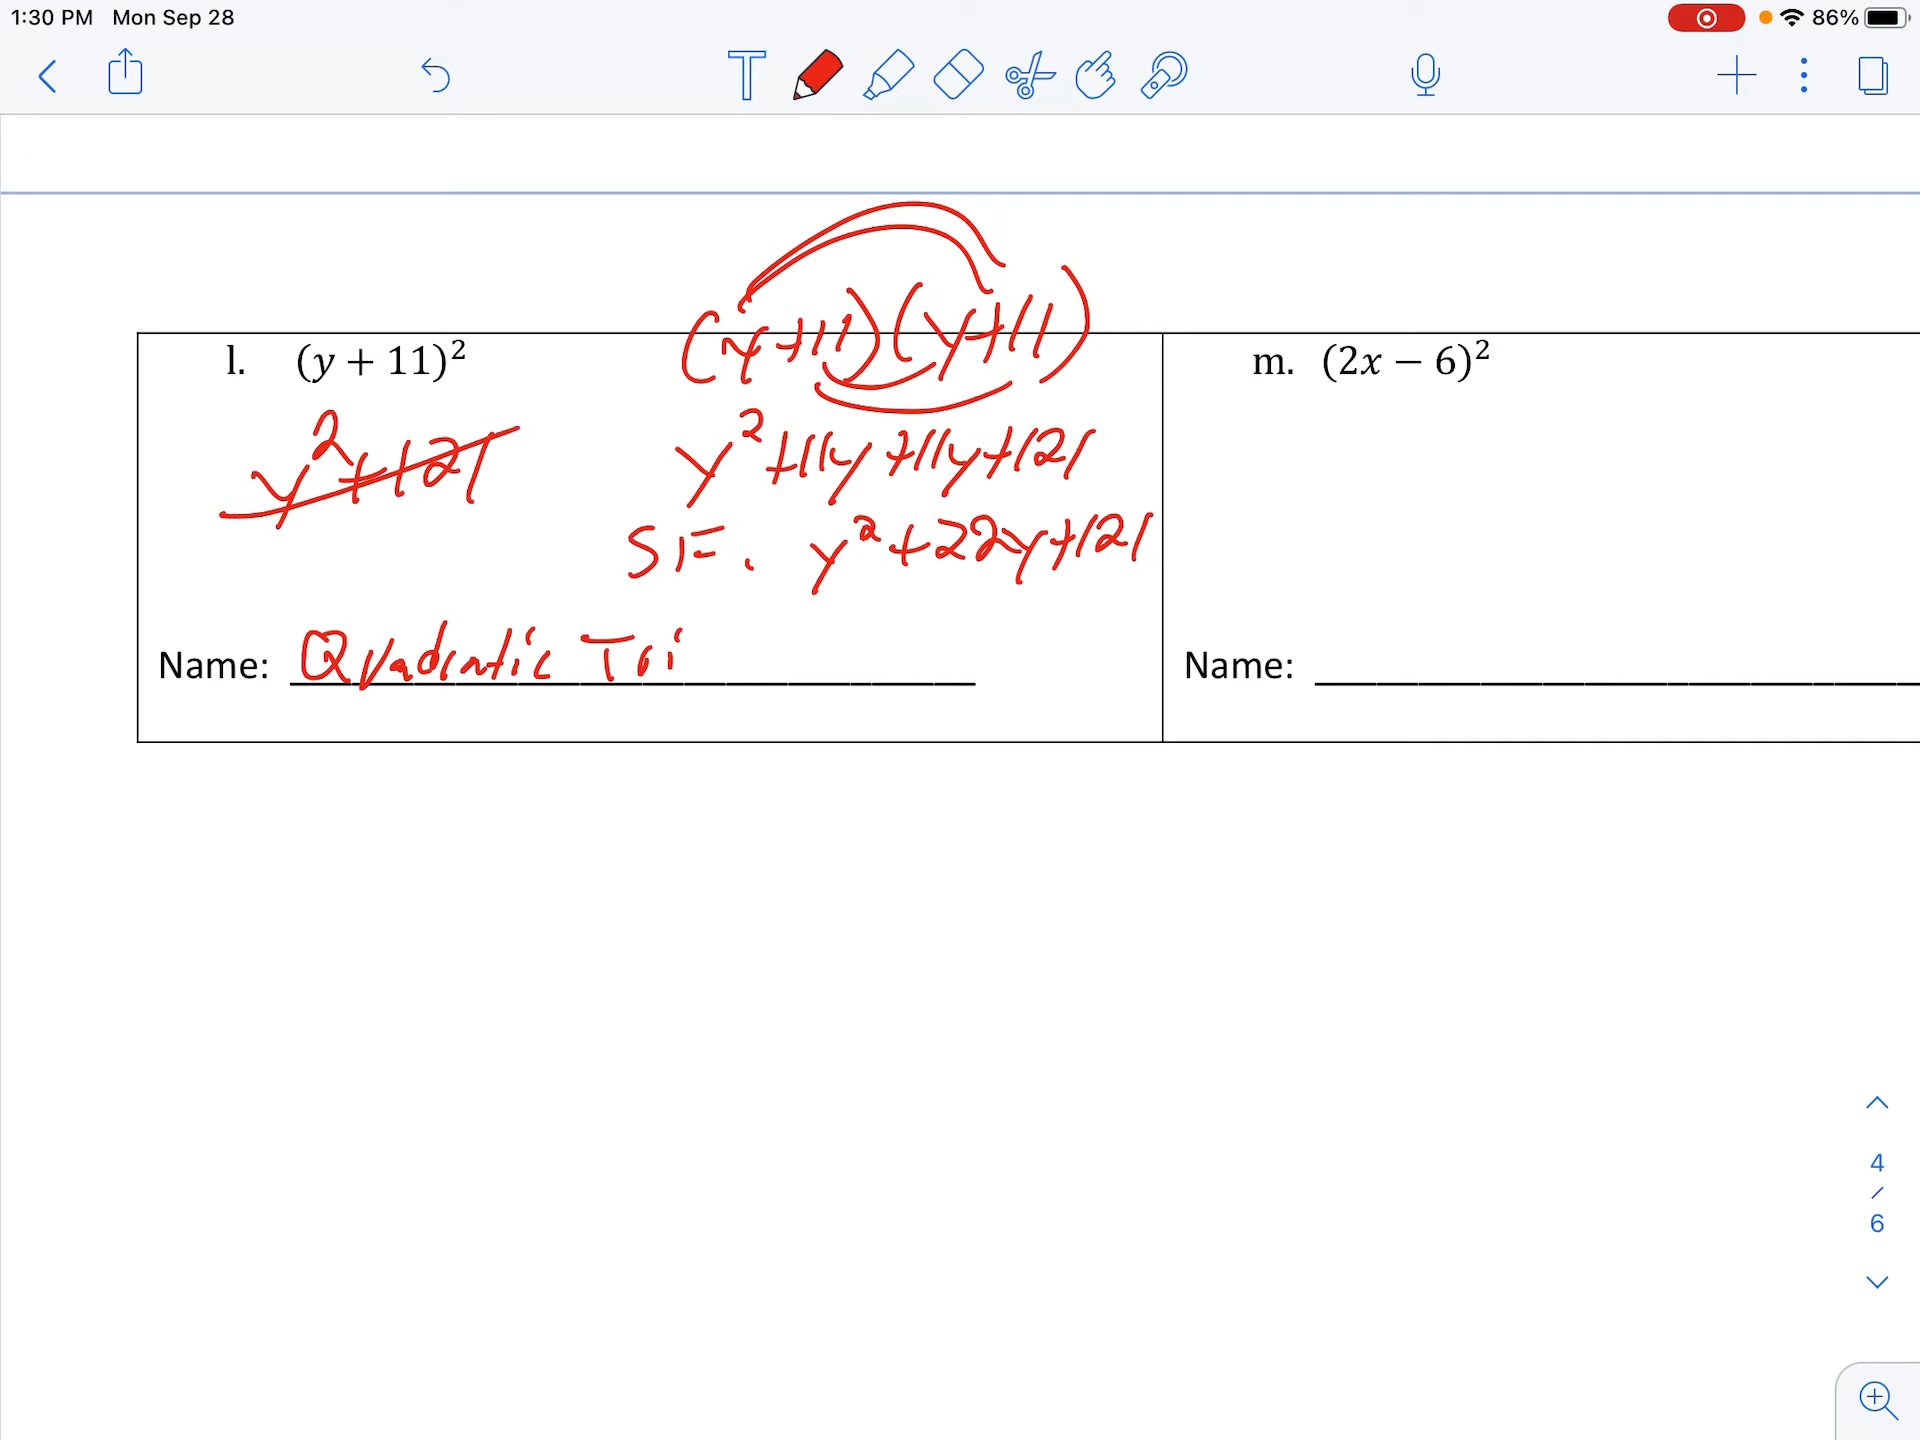 1:30 PM Mon Sep 28
86%
T
(y+11)(y+11)
l. (y + 11)²
m. (2x − 6)²
y²+121
y²+11y+11y+121
S.F. y²+22y+121
Name: Quadratic Tri
Name:
4
/
6